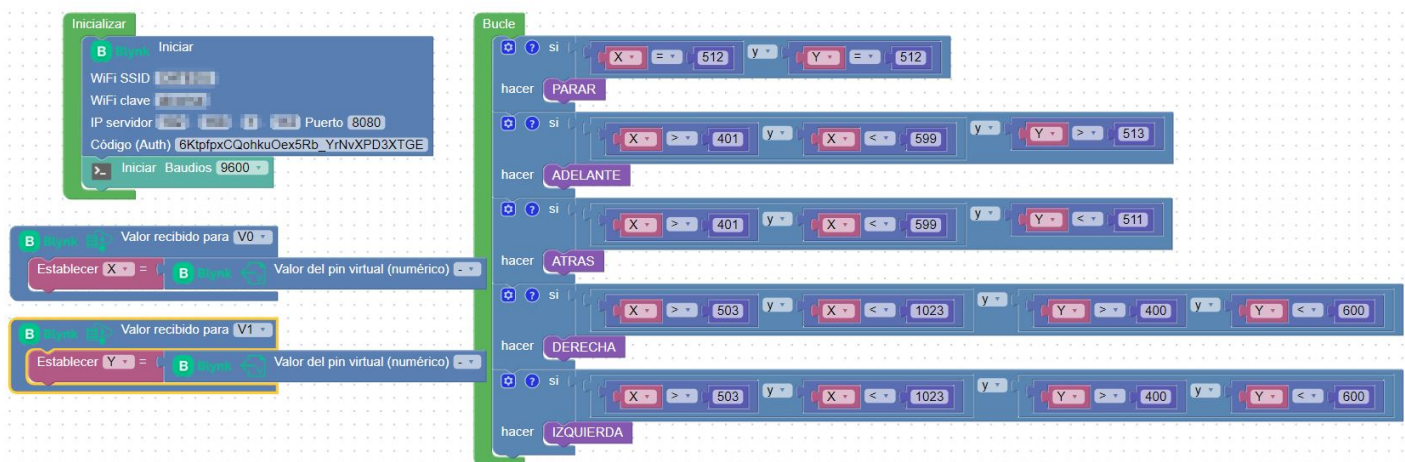 Inicializar
B Blynk Iniciar
WiFi SSID
WiFi clave
IP servidor Puerto 8080
Código (Auth) 6KtpfpxCQohkuOex5Rb_YrNvXPD3XTGE
>_ Iniciar Baudios 9600
B Blynk Valor recibido para V0
Establecer X = B Blynk Valor del pin virtual (numérico) -
B Blynk Valor recibido para V1
Establecer Y = B Blynk Valor del pin virtual (numérico) -
Bucle
? si X = 512 y Y = 512
hacer PARAR
? si X > 401 y X < 599 y Y > 513
hacer ADELANTE
? si X > 401 y X < 599 y Y < 511
hacer ATRAS
? si X > 503 y X < 1023 y Y > 400 y Y < 600
hacer DERECHA
? si X > 503 y X < 1023 y Y > 400 y Y < 600
hacer IZQUIERDA